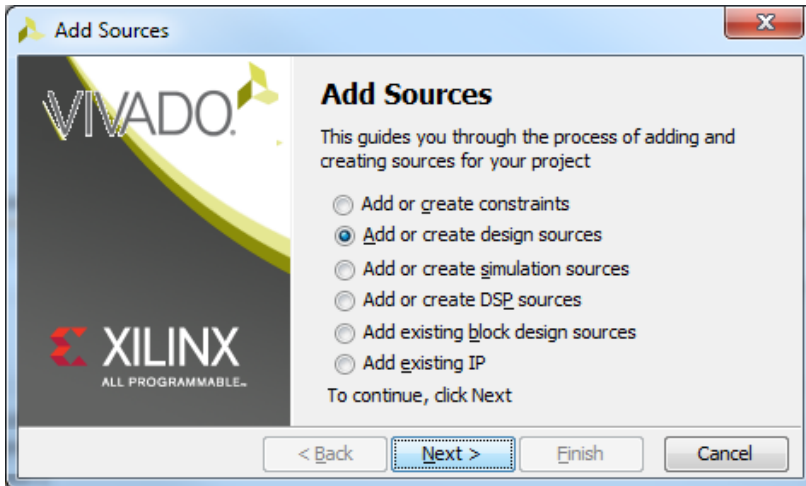 Add Sources
VIVADO.
Add Sources
This guides you through the process of adding and
creating sources for your project
Add or create constraints
Add or create design sources
Add or create simulation sources
Add or create DSP sources
Add existing block design sources
Add existing IP
To continue, click Next
XILINX
ALL PROGRAMMABLE™
< Back Next > Finish Cancel